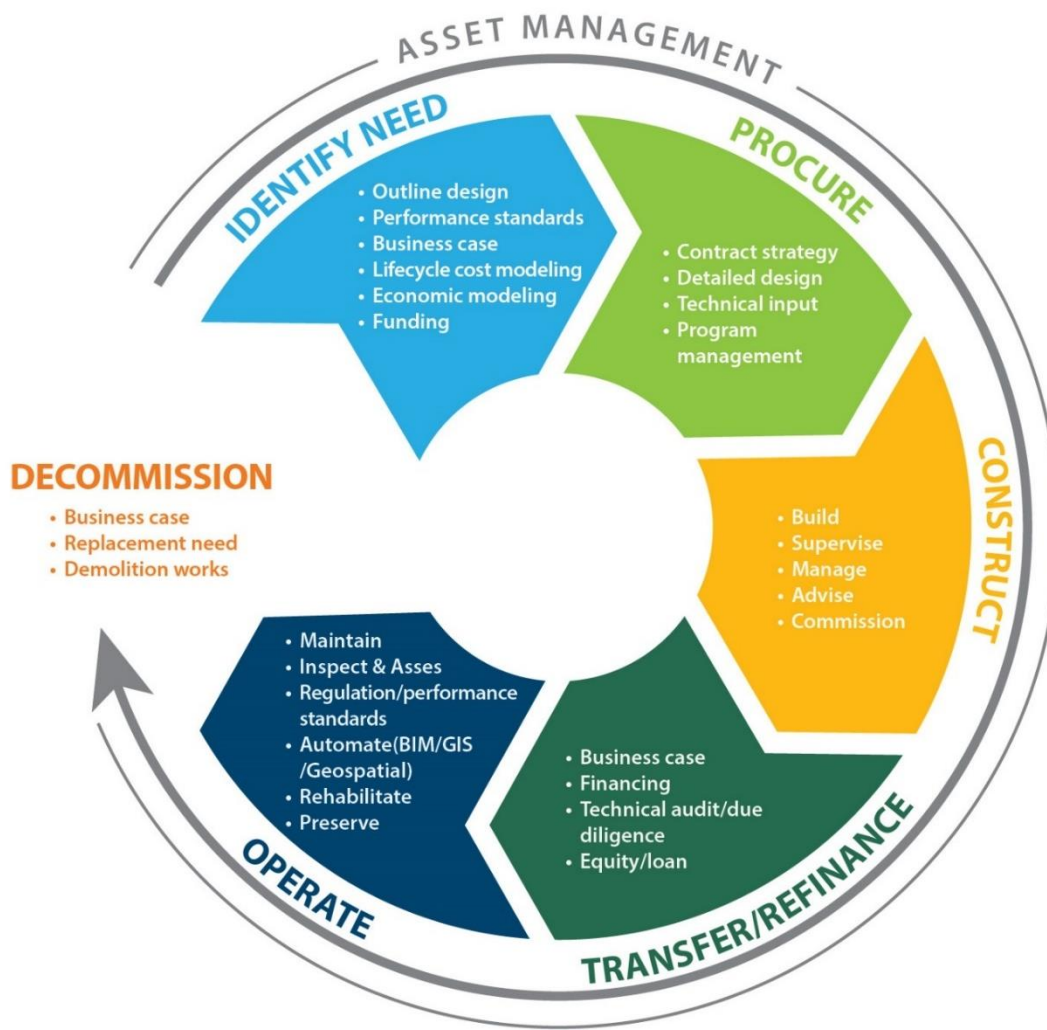 ASSET MANAGEMENT
IDENTIFY NEED
• Outline design
• Performance standards
• Business case
• Lifecycle cost modeling
• Economic modeling
• Funding
PROCURE
• Contract strategy
• Detailed design
• Technical input
• Program
management
CONSTRUCT
• Build
• Supervise
• Manage
• Advise
• Commission
TRANSFER/REFINANCE
• Business case
• Financing
• Technical audit/due
diligence
• Equity/loan
OPERATE
• Maintain
• Inspect & Asses
• Regulation/performance
standards
• Automate(BIM/GIS
/Geospatial)
• Rehabilitate
• Preserve
DECOMMISSION
• Business case
• Replacement need
• Demolition works